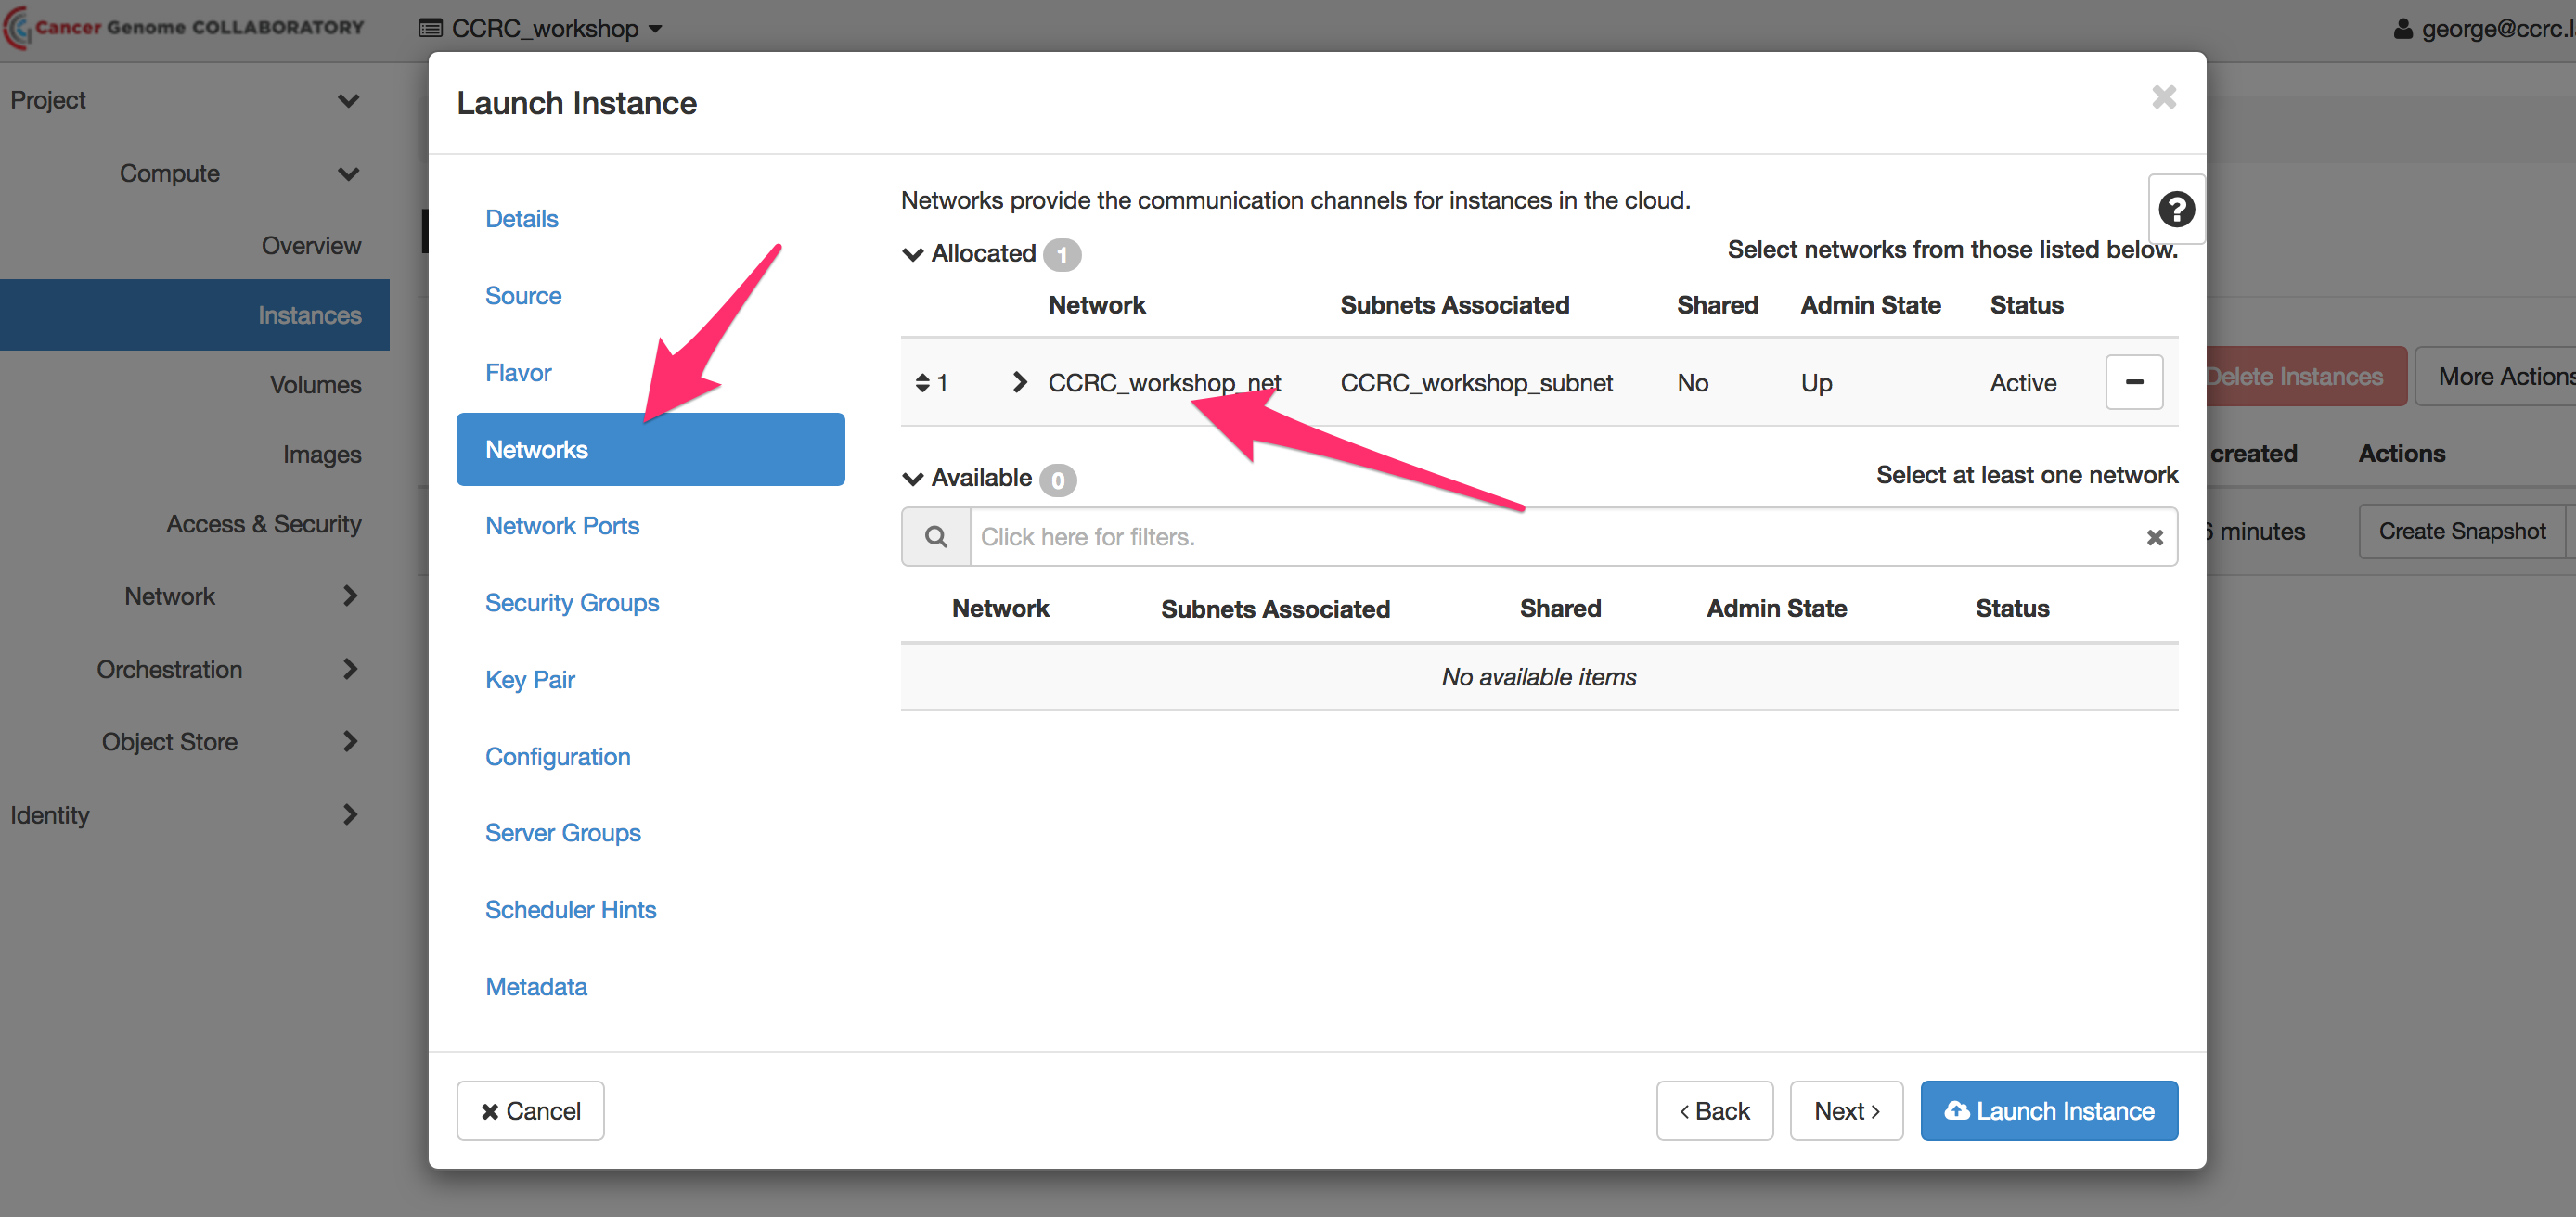 Cancer Genome COLLABORATORY
CCRC_workshop
Project
Compute
Overview
Instances
Volumes
Images
Access & Security
Network
Orchestration
Object Store
Identity
Launch Instance
Details
Source
Flavor
Networks
Network Ports
Security Groups
Key Pair
Configuration
Server Groups
Scheduler Hints
Metadata
Networks provide the communication channels for instances in the cloud.
Allocated 1
Select networks from those listed below.
Network Subnets Associated Shared Admin State Status
1 CCRC_workshop_net CCRC_workshop_subnet No Up Active
Available 0
Select at least one network
Click here for filters.
Network Subnets Associated Shared Admin State Status
No available items
Cancel
< Back
Next >
Launch Instance
Delete Instances
More Actions
created Actions
minutes Create Snapshot